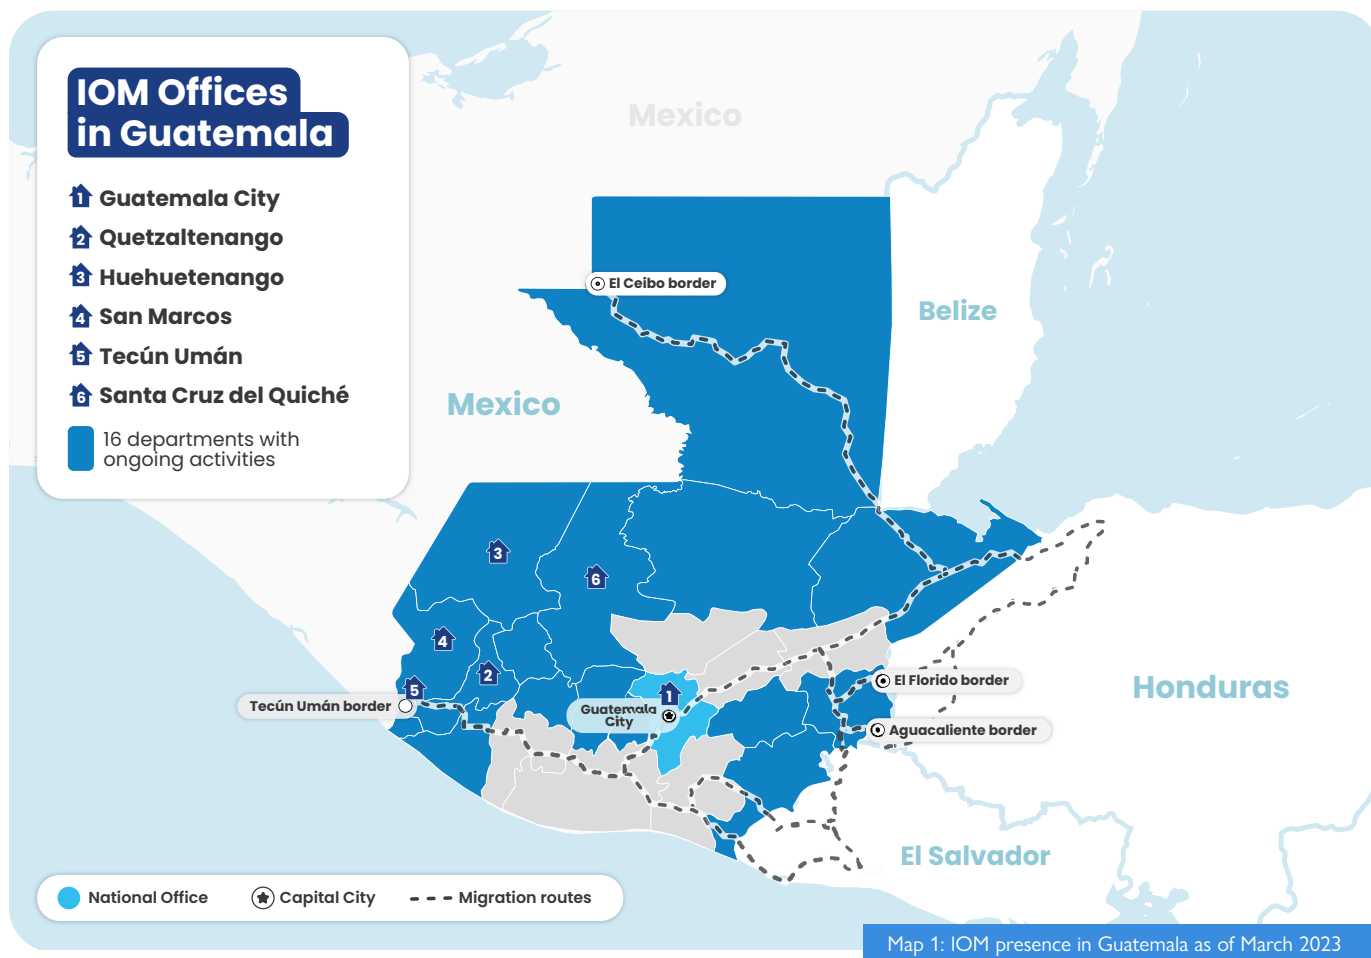 IOM Offices
in Guatemala
1 Guatemala City
2 Quetzaltenango
3 Huehuetenango
4 San Marcos
5 Tecún Umán
6 Santa Cruz del Quiché
16 departments with
ongoing activities
Mexico
El Ceibo border
Belize
Mexico
3
6
4
2
5
1
Tecún Umán border
Guatemala
City
El Florido border
Honduras
Aguacaliente border
El Salvador
National Office
Capital City
Migration routes
Map 1: IOM presence in Guatemala as of March 2023